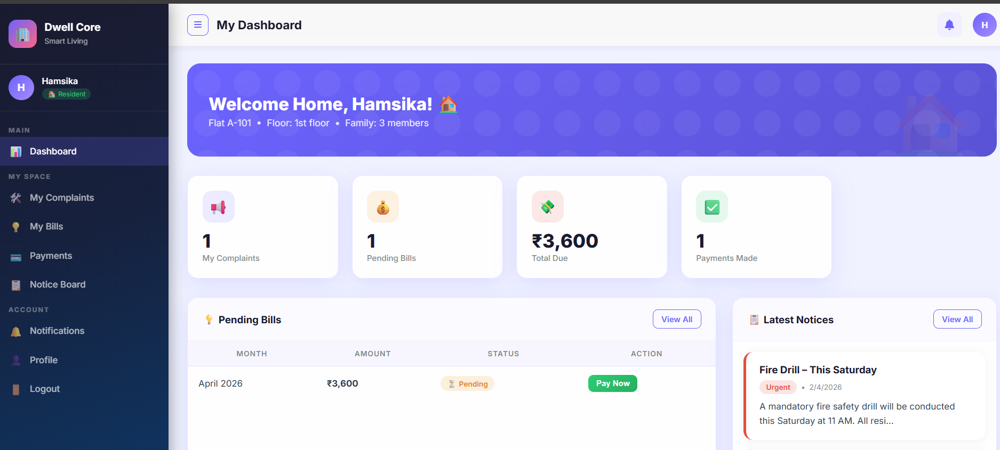 Dwell Core
Smart Living
H
Hamsika
Resident
MAIN
Dashboard
MY SPACE
My Complaints
My Bills
Payments
Notice Board
ACCOUNT
Notifications
Profile
Logout
My Dashboard
H
Welcome Home, Hamsika!
Flat A-101 • Floor: 1st floor • Family: 3 members
1
My Complaints
1
Pending Bills
₹3,600
Total Due
1
Payments Made
Pending Bills
View All
MONTH AMOUNT STATUS ACTION
April 2026 ₹3,600 Pending Pay Now
Latest Notices
View All
Fire Drill – This Saturday
Urgent • 2/4/2026
A mandatory fire safety drill will be conducted
this Saturday at 11 AM. All resi...